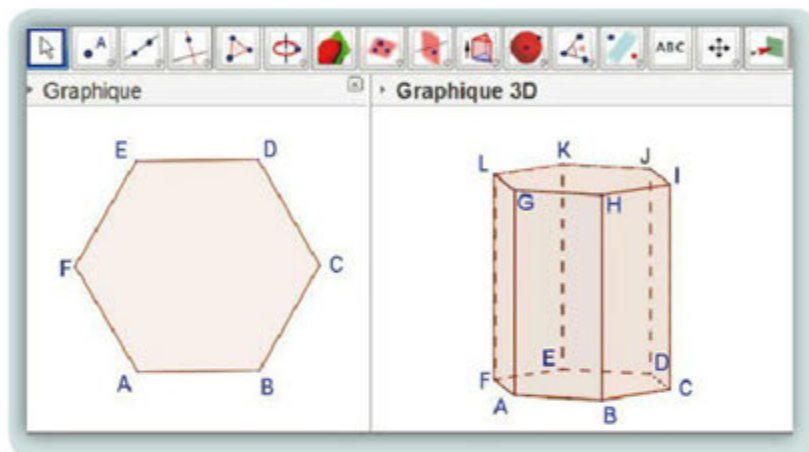 A ABC
Graphique
Graphique 3D
E D
F C
A B
L K J I
G H
E D
F A B C